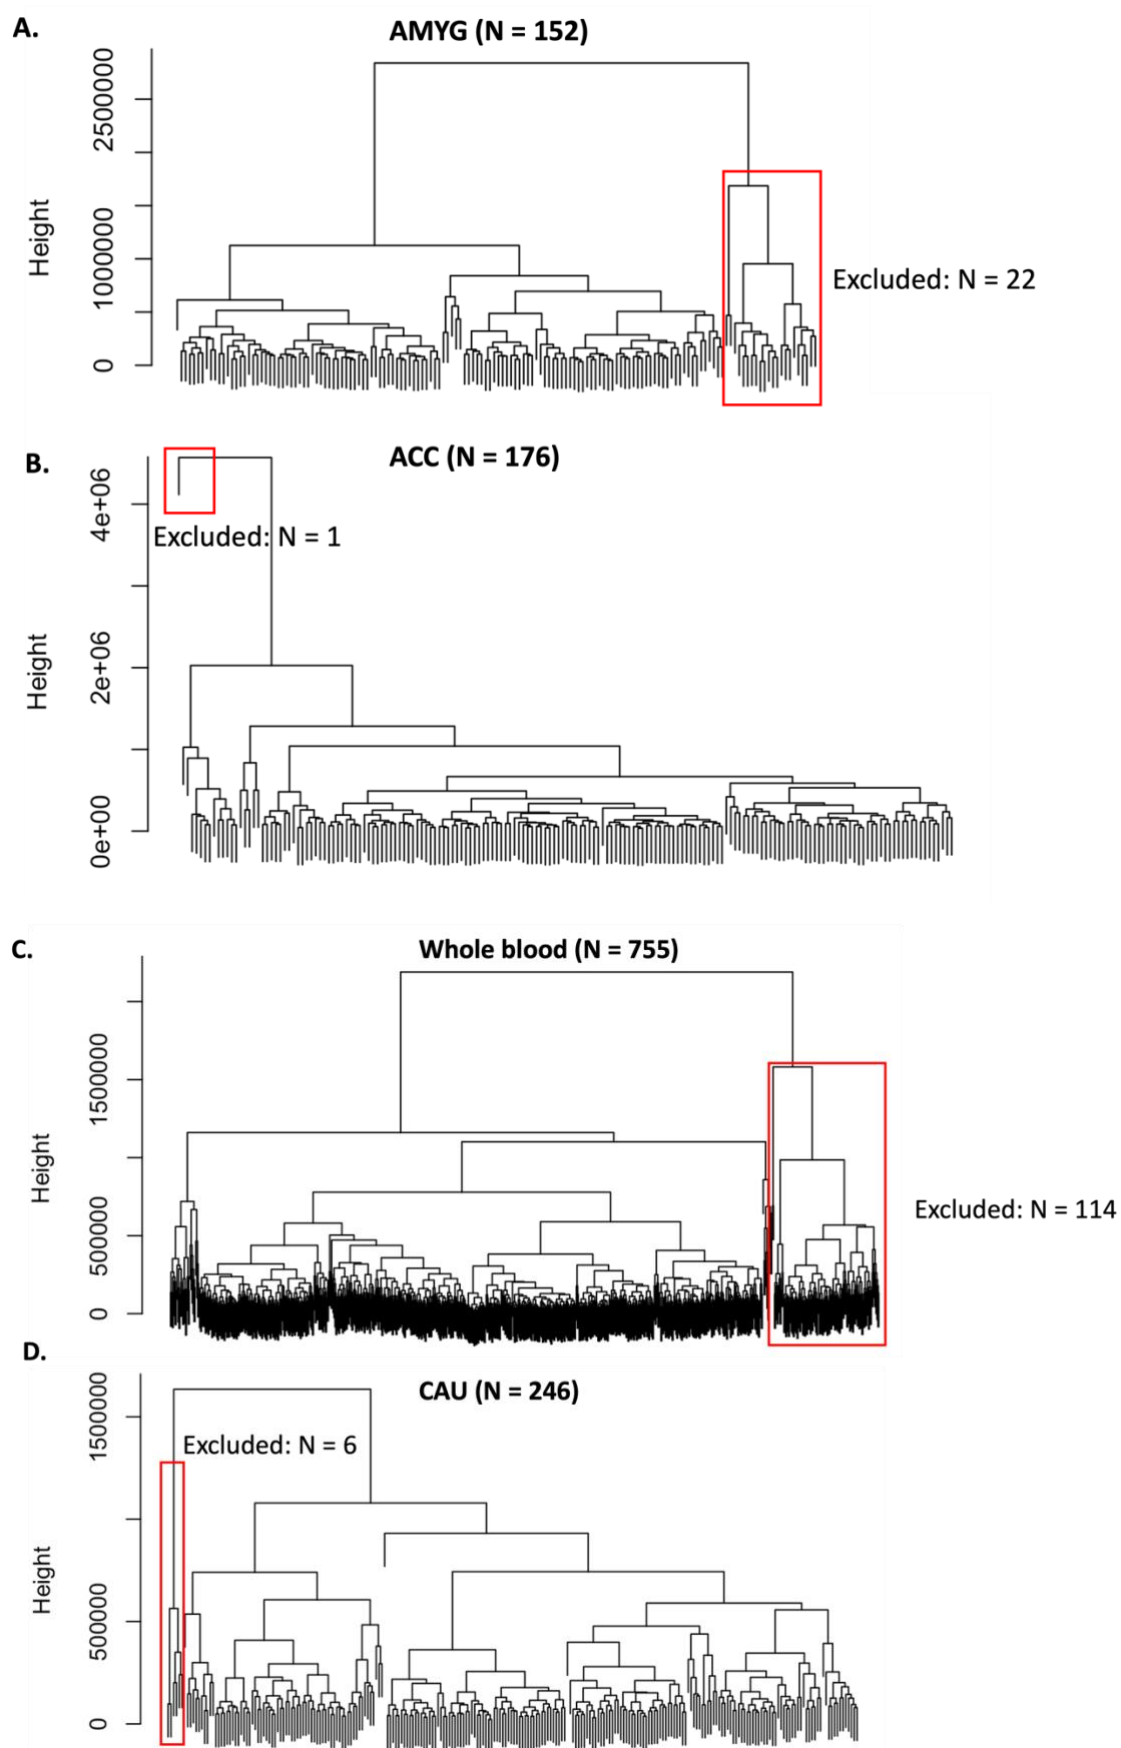 A.
AMYG (N = 152)
Height
2500000
1000000
0
Excluded: N = 22
B.
ACC (N = 176)
Height
4e+06
2e+06
0e+00
Excluded: N = 1
C.
Whole blood (N = 755)
Height
1500000
500000
0
Excluded: N = 114
D.
CAU (N = 246)
Height
1500000
500000
0
Excluded: N = 6